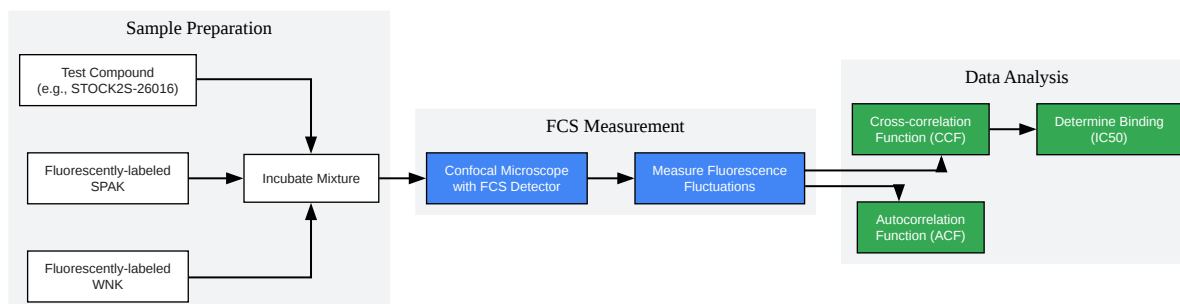 Sample Preparation
Test Compound
(e.g., STOCK2S-26016)
Fluorescently-labeled
SPAK
Fluorescently-labeled
WNK
Incubate Mixture
FCS Measurement
Confocal Microscope
with FCS Detector
Measure Fluorescence
Fluctuations
Data Analysis
Cross-correlation
Function (CCF)
Determine Binding
(IC50)
Autocorrelation
Function (ACF)